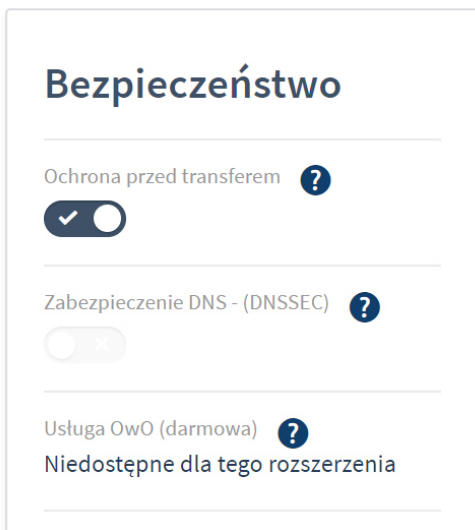 Bezpieczeństwo
Ochrona przed transferem ?
Zabezpieczenie DNS - (DNSSEC) ?
Usługa OwO (darmowa) ?
Niedostępne dla tego rozszerzenia